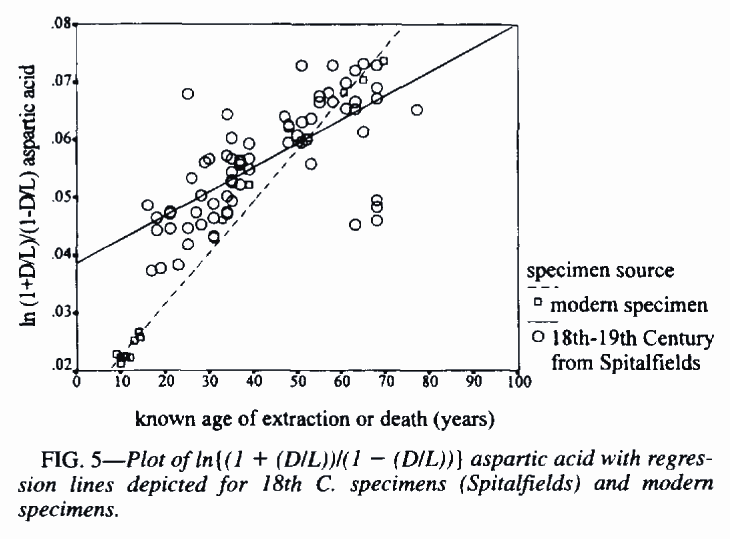 .08
.07
.06
.05
.04
.03
.02
ln (1+D/L)/(1-D/L) aspartic acid
0 10 20 30 40 50 60 70 80 90 100
known age of extraction or death (years)
specimen source
modern specimen
18th-19th Century
from Spitalfields
FIG. 5—Plot of ln{(1 + (D/L))/(1 − (D/L))} aspartic acid with regres-
sion lines depicted for 18th C. specimens (Spitalfields) and modern
specimens.